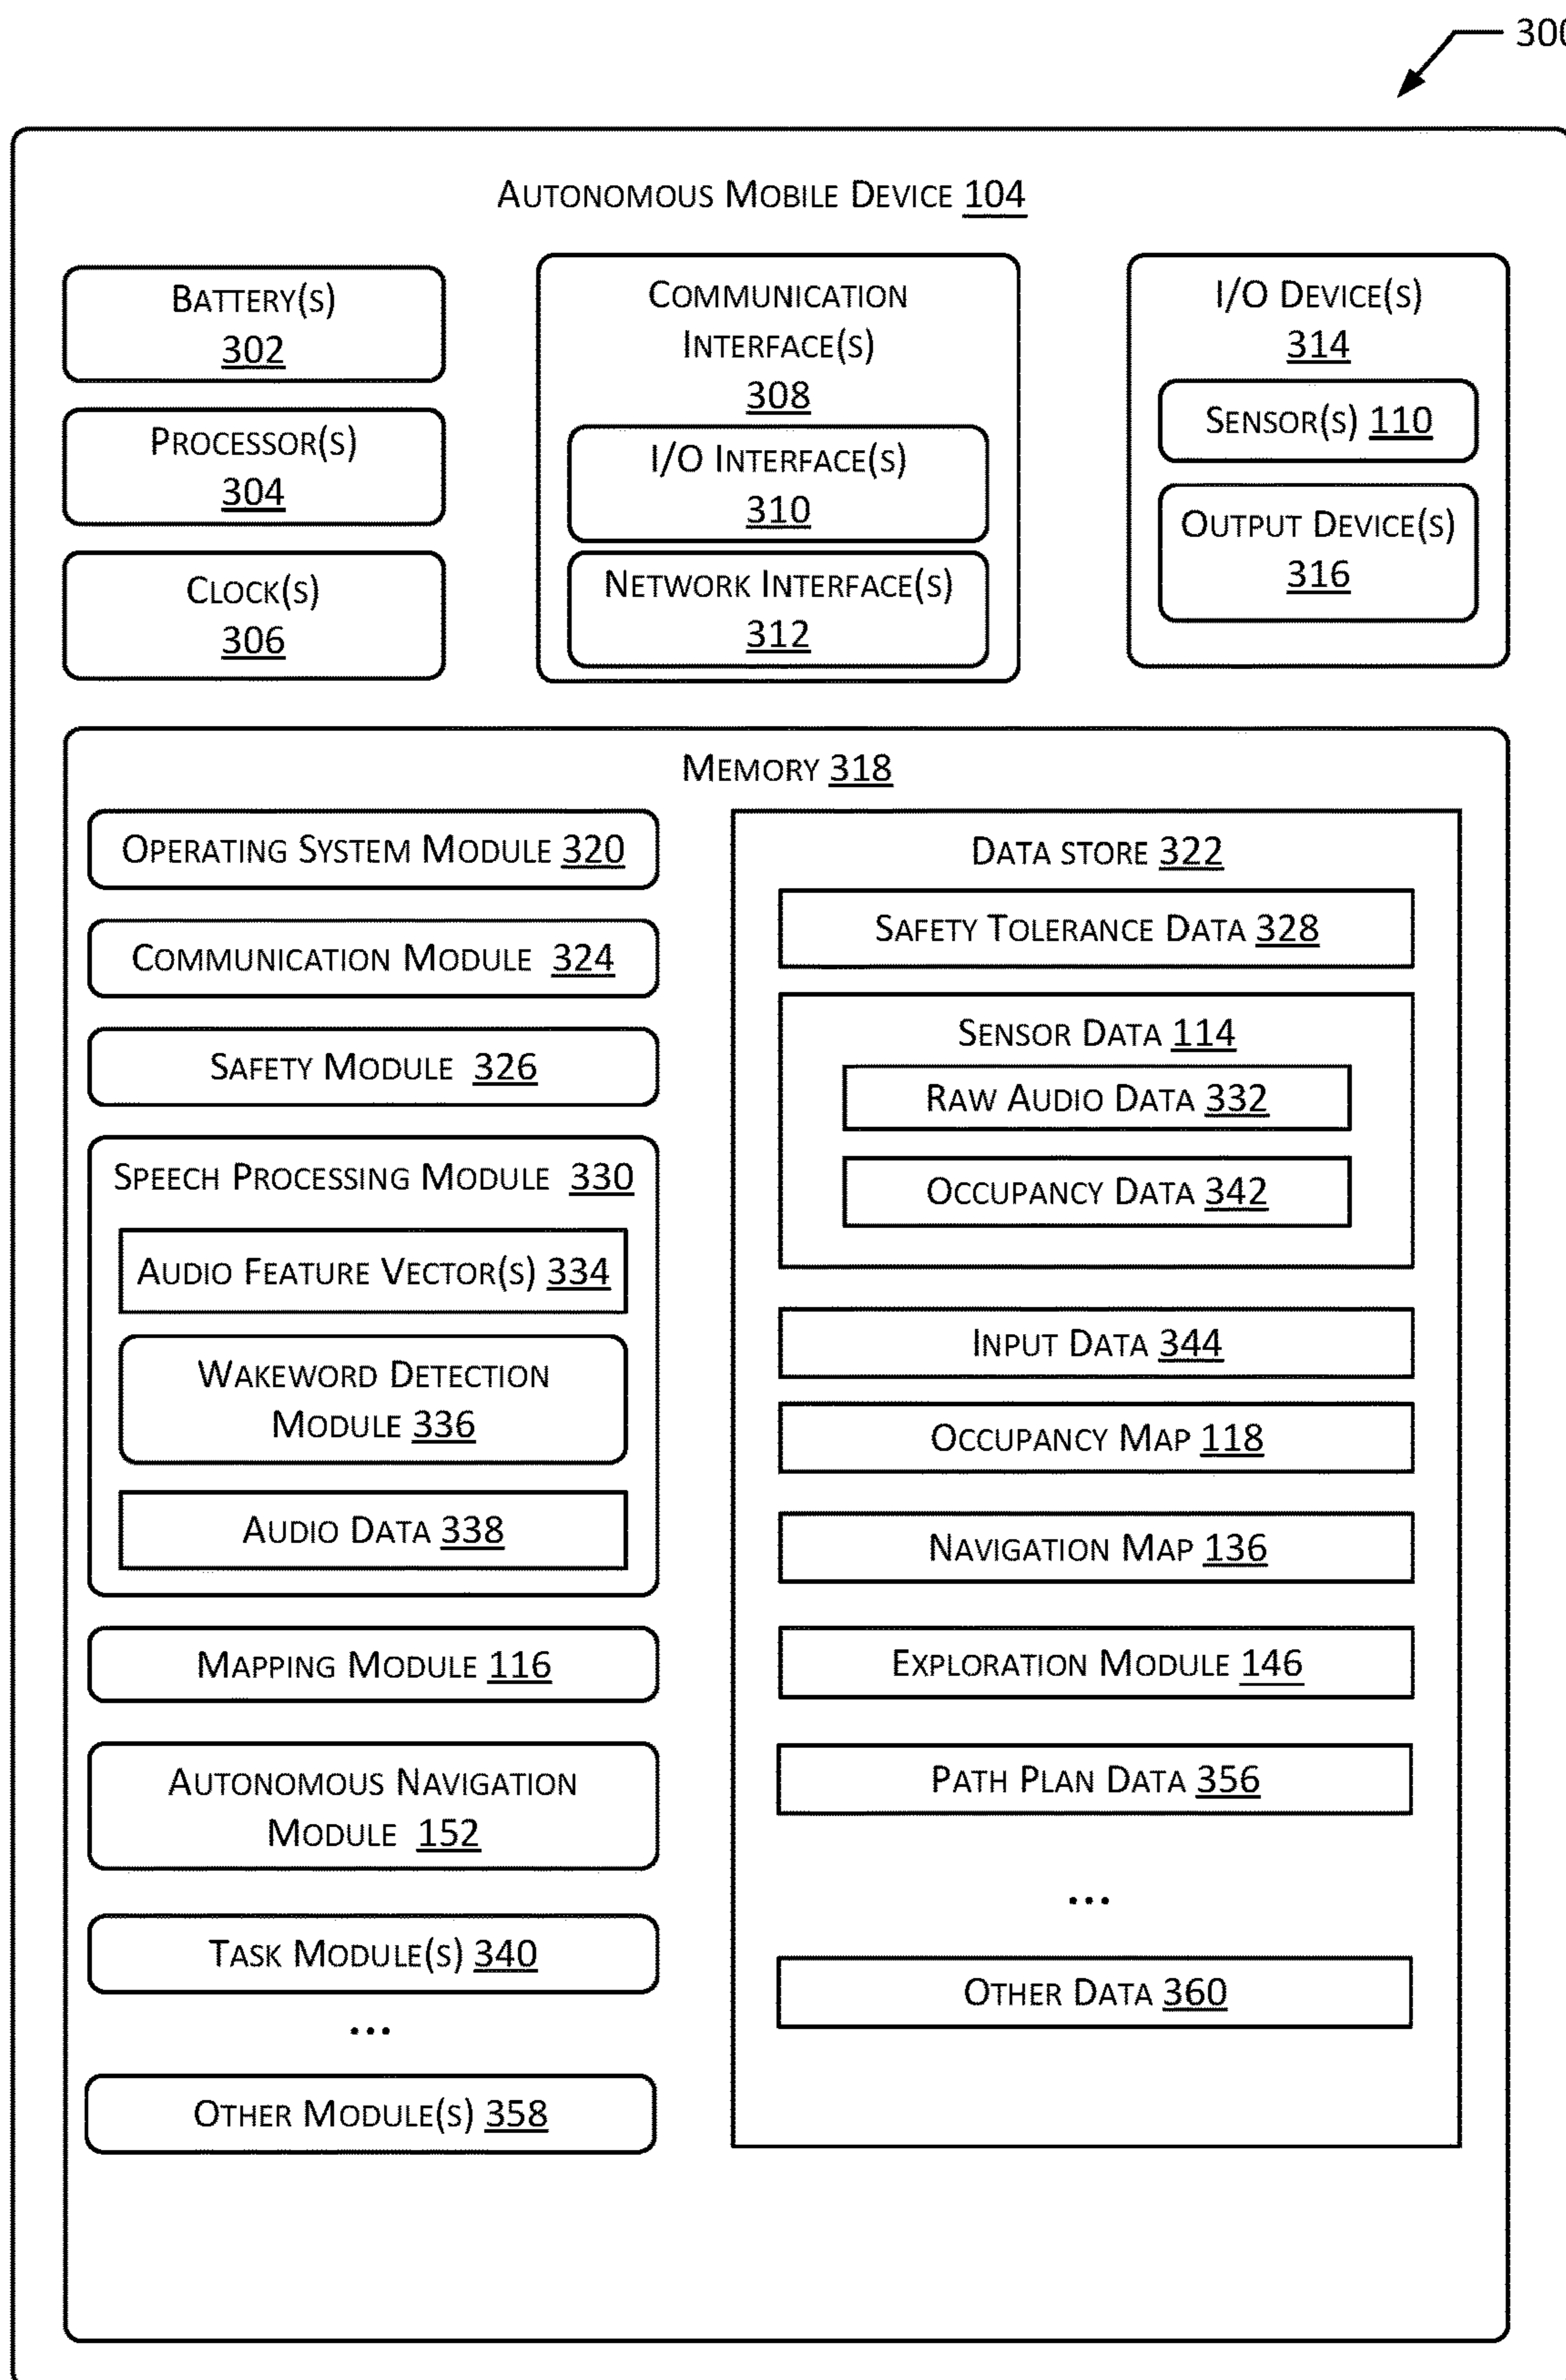 300
AUTONOMOUS MOBILE DEVICE 104
BATTERY(S)
302
PROCESSOR(S)
304
CLOCK(S)
306
COMMUNICATION
INTERFACE(S)
308
I/O INTERFACE(S)
310
NETWORK INTERFACE(S)
312
I/O DEVICE(S)
314
SENSOR(S) 110
OUTPUT DEVICE(S)
316
MEMORY 318
OPERATING SYSTEM MODULE 320
COMMUNICATION MODULE 324
SAFETY MODULE 326
SPEECH PROCESSING MODULE 330
AUDIO FEATURE VECTOR(S) 334
WAKEWORD DETECTION
MODULE 336
AUDIO DATA 338
MAPPING MODULE 116
AUTONOMOUS NAVIGATION
MODULE 152
TASK MODULE(S) 340
...
OTHER MODULE(S) 358
DATA STORE 322
SAFETY TOLERANCE DATA 328
SENSOR DATA 114
RAW AUDIO DATA 332
OCCUPANCY DATA 342
INPUT DATA 344
OCCUPANCY MAP 118
NAVIGATION MAP 136
EXPLORATION MODULE 146
PATH PLAN DATA 356
...
OTHER DATA 360